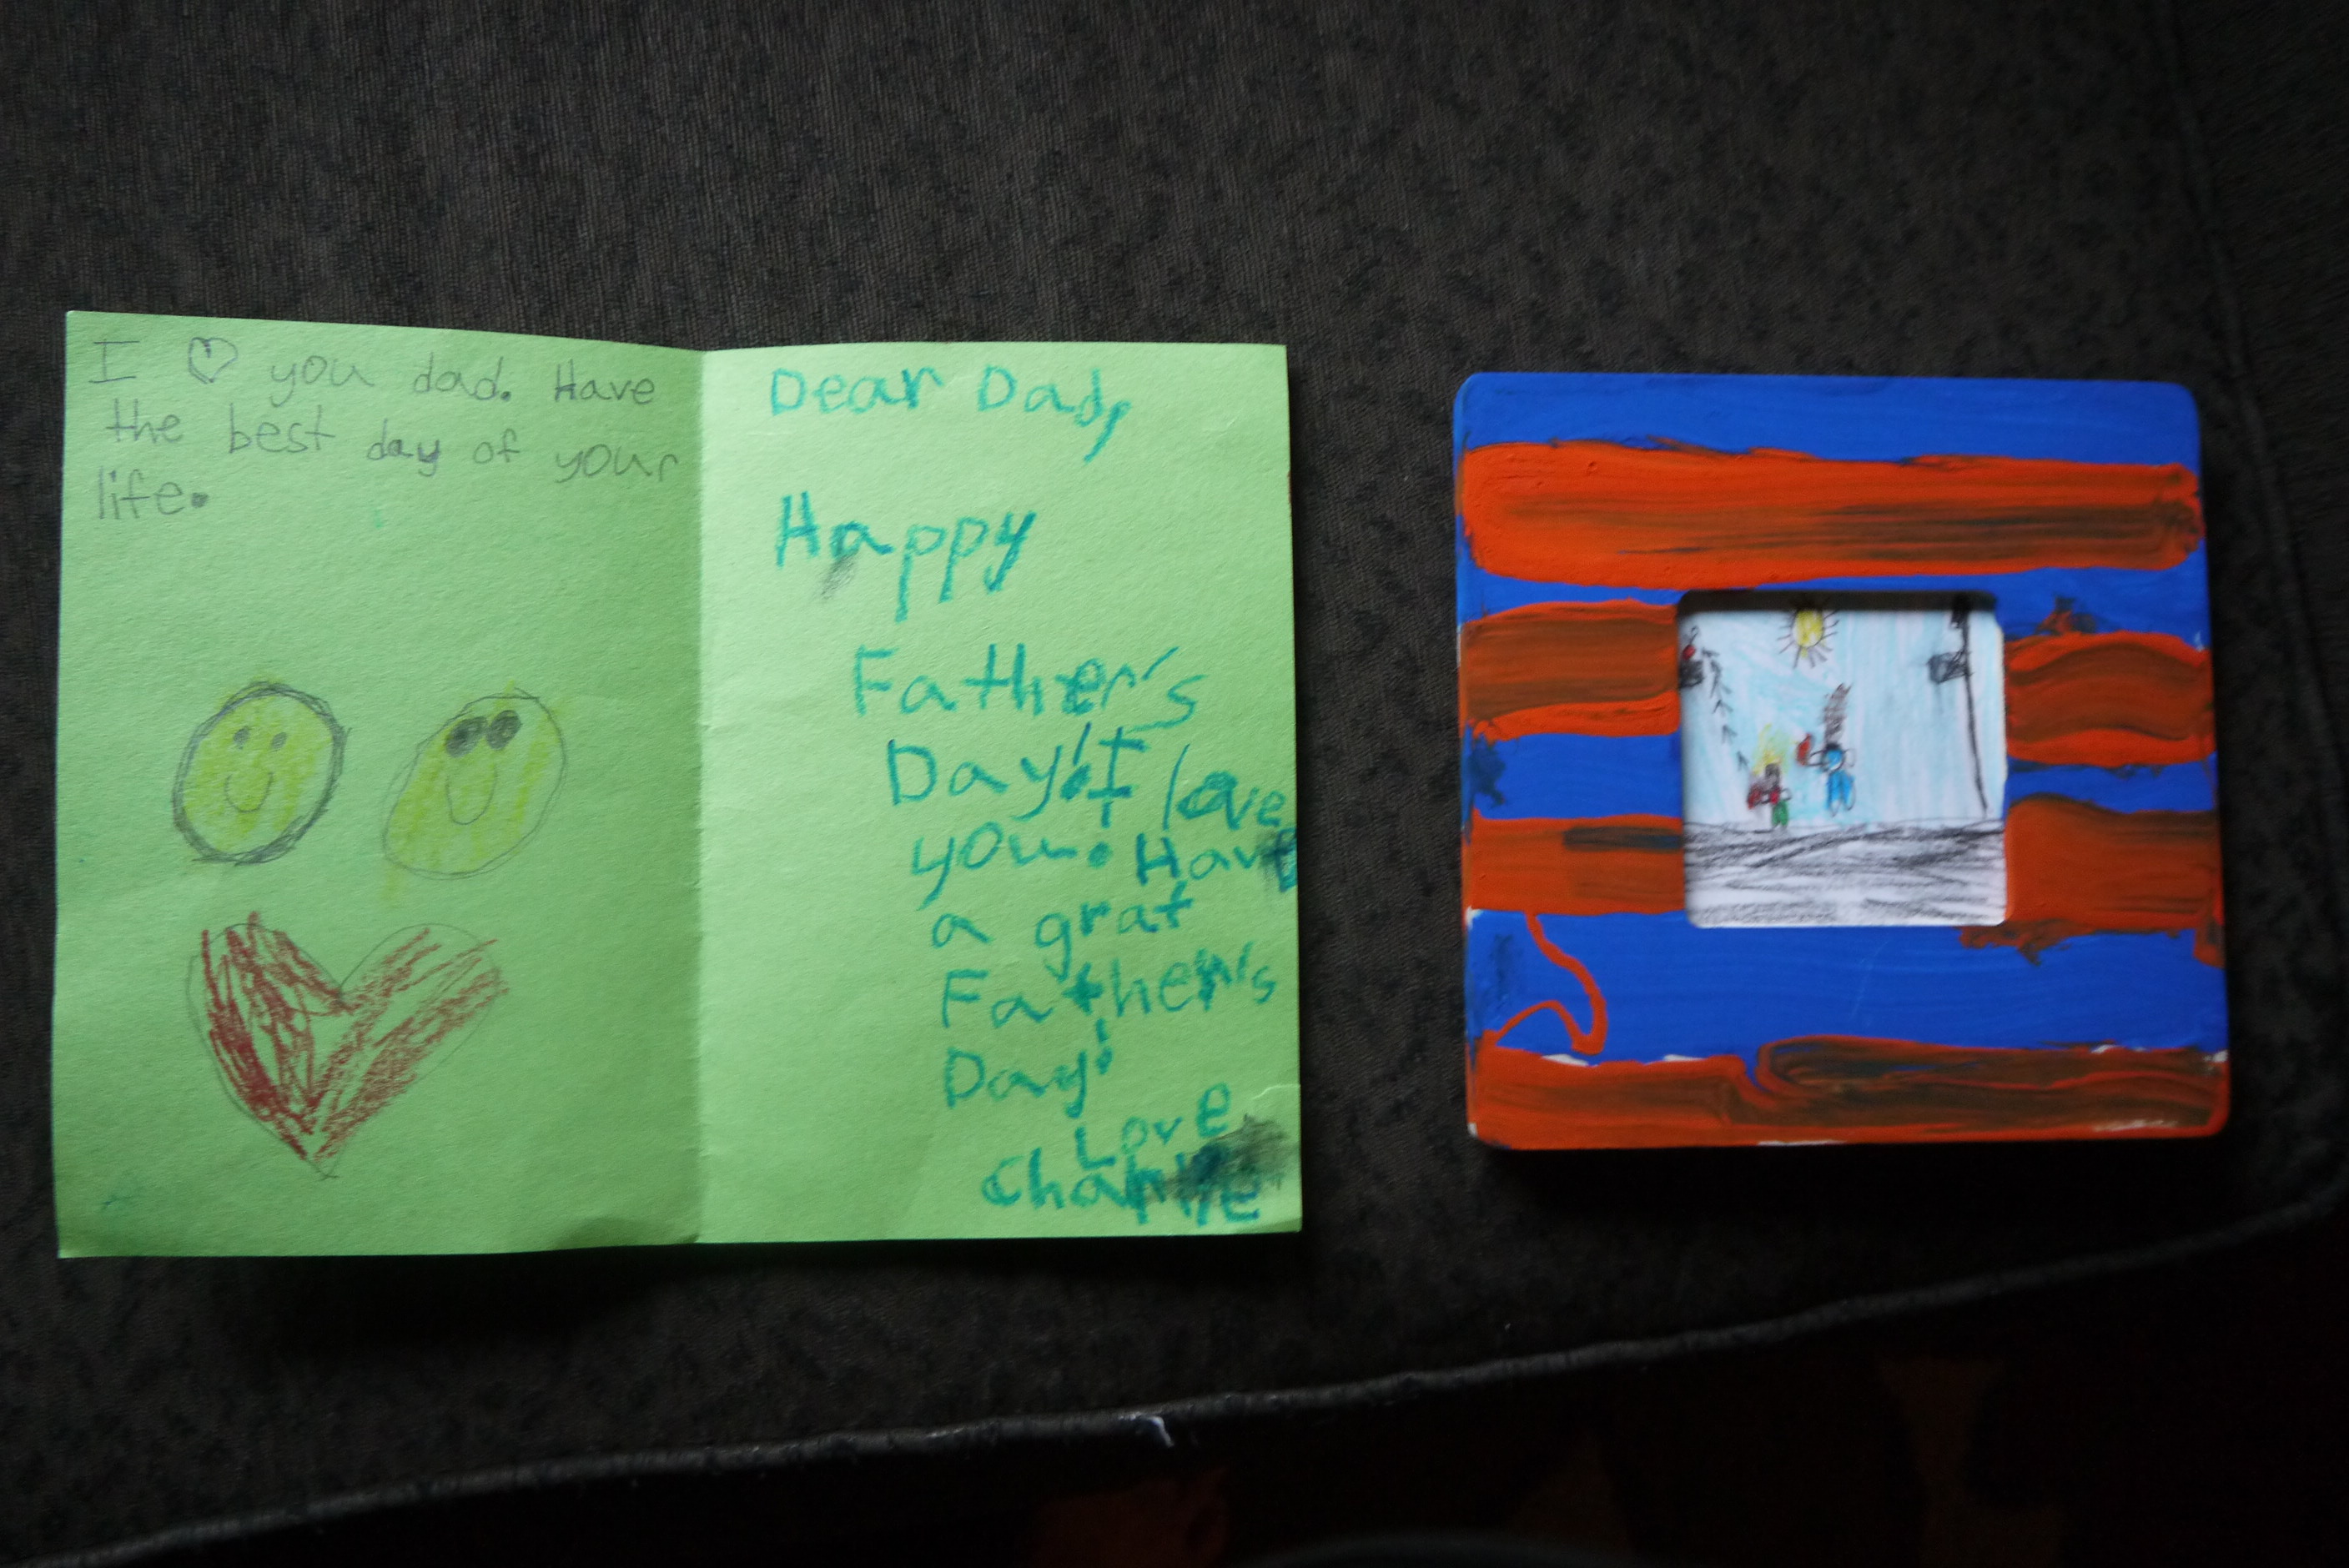 I ♡ you dad. Have
the best day of your
life.
Dear Dad,
Happy
Father's
Day! I love
you. Have
a grat
Father's
Day!
Love
Charlie